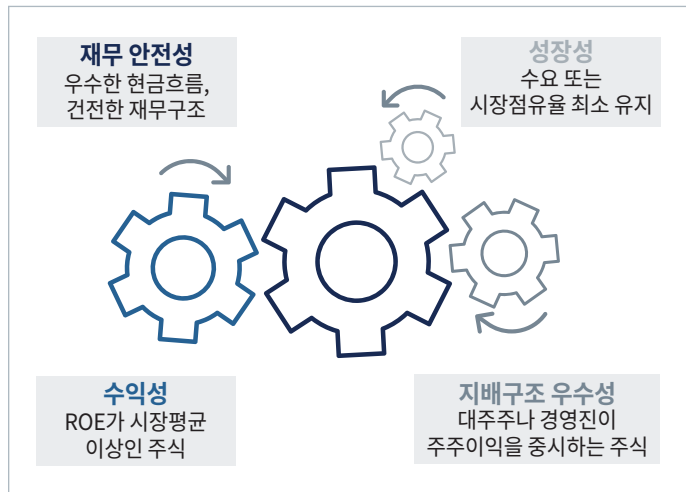 재무 안전성
우수한 현금흐름,
건전한 재무구조
성장성
수요 또는
시장점유율 최소 유지
수익성
ROE가 시장평균
이상인 주식
지배구조 우수성
대주주나 경영진이
주주이익을 중시하는 주식